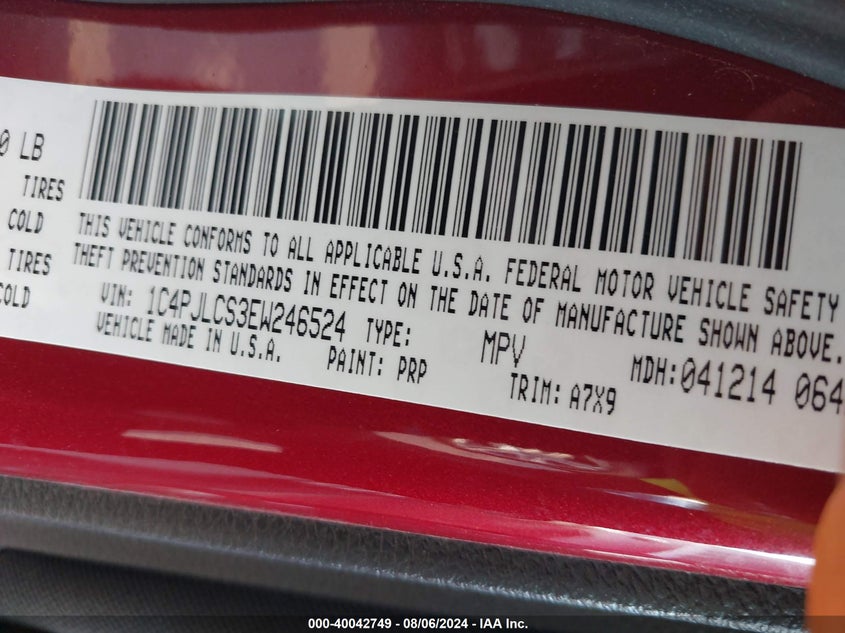 0 LB
TIRES
COLD
TIRES
COLD
THIS VEHICLE CONFORMS TO ALL APPLICABLE U.S.A. FEDERAL MOTOR VEHICLE SAFETY
THEFT PREVENTION STANDARDS IN EFFECT ON THE DATE OF MANUFACTURE SHOWN ABOVE.
VIN: 1C4PJLCS3EW246524 TYPE: MPV MDH:041214 064
VEHICLE MADE IN U.S.A. PAINT: PRP TRIM: A7X9
000-40042749 - 08/06/2024 - IAA Inc.